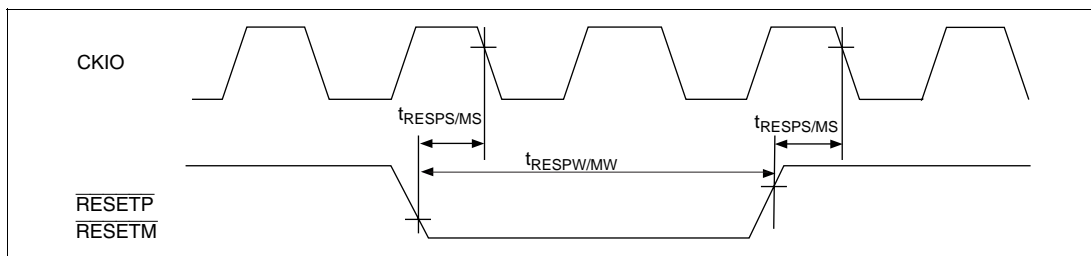 CKIO
tRESPS/MS
tRESPS/MS
tRESPW/MW
RESETP
RESETM